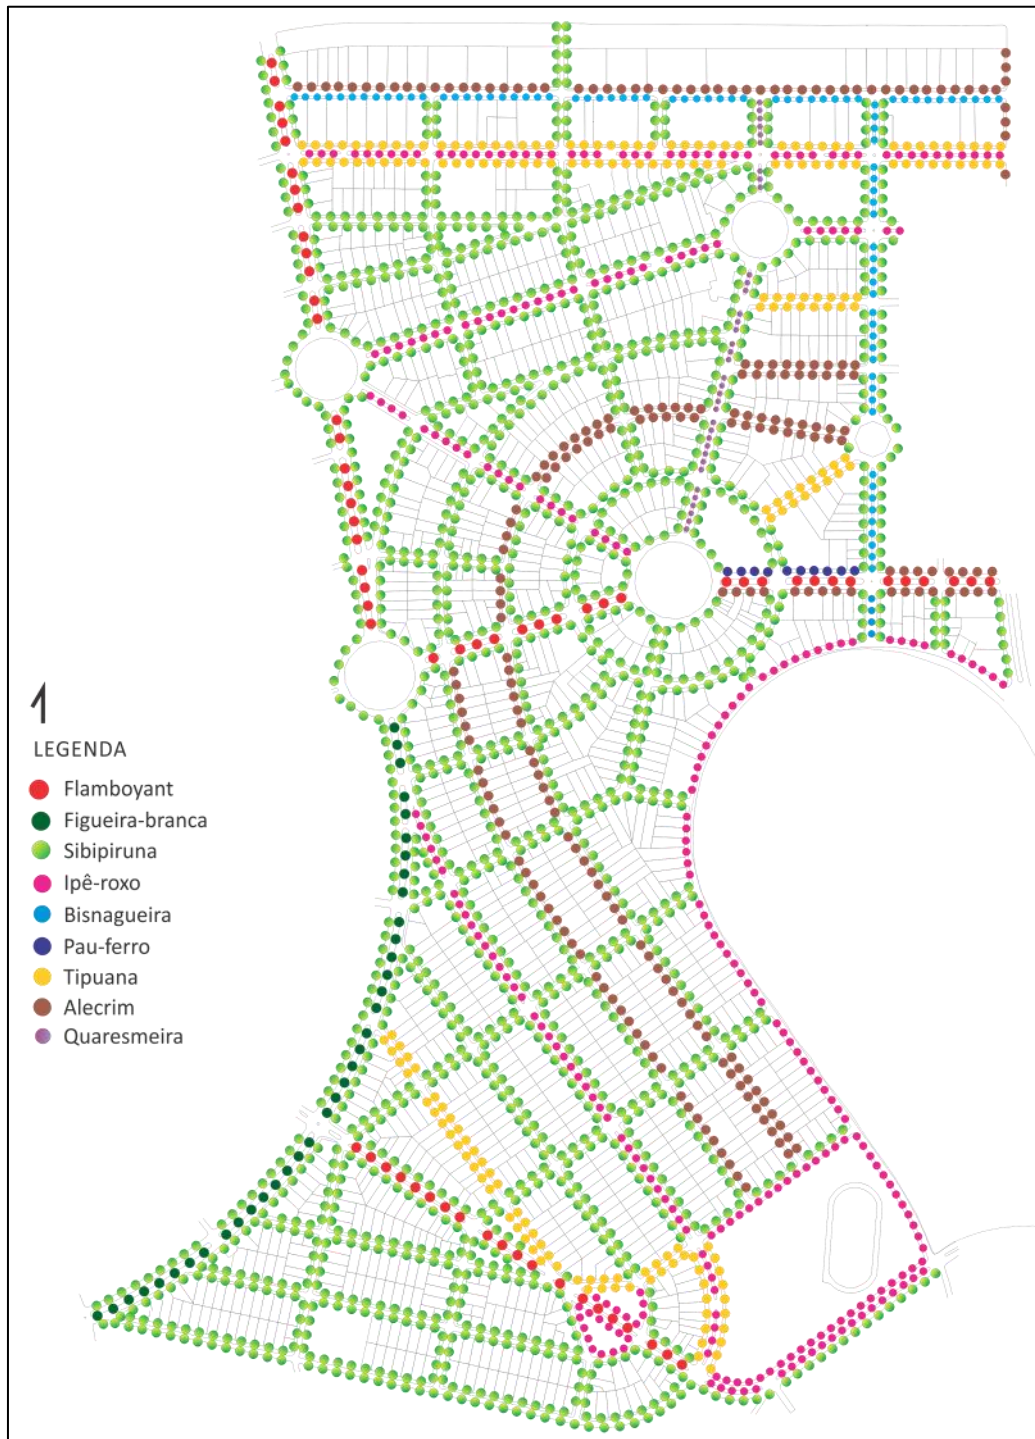 LEGENDA
Flamboyant
Figueira-branca
Sibipiruna
Ipê-roxo
Bisnagueira
Pau-ferro
Tipuana
Alecrim
Quaresmeira